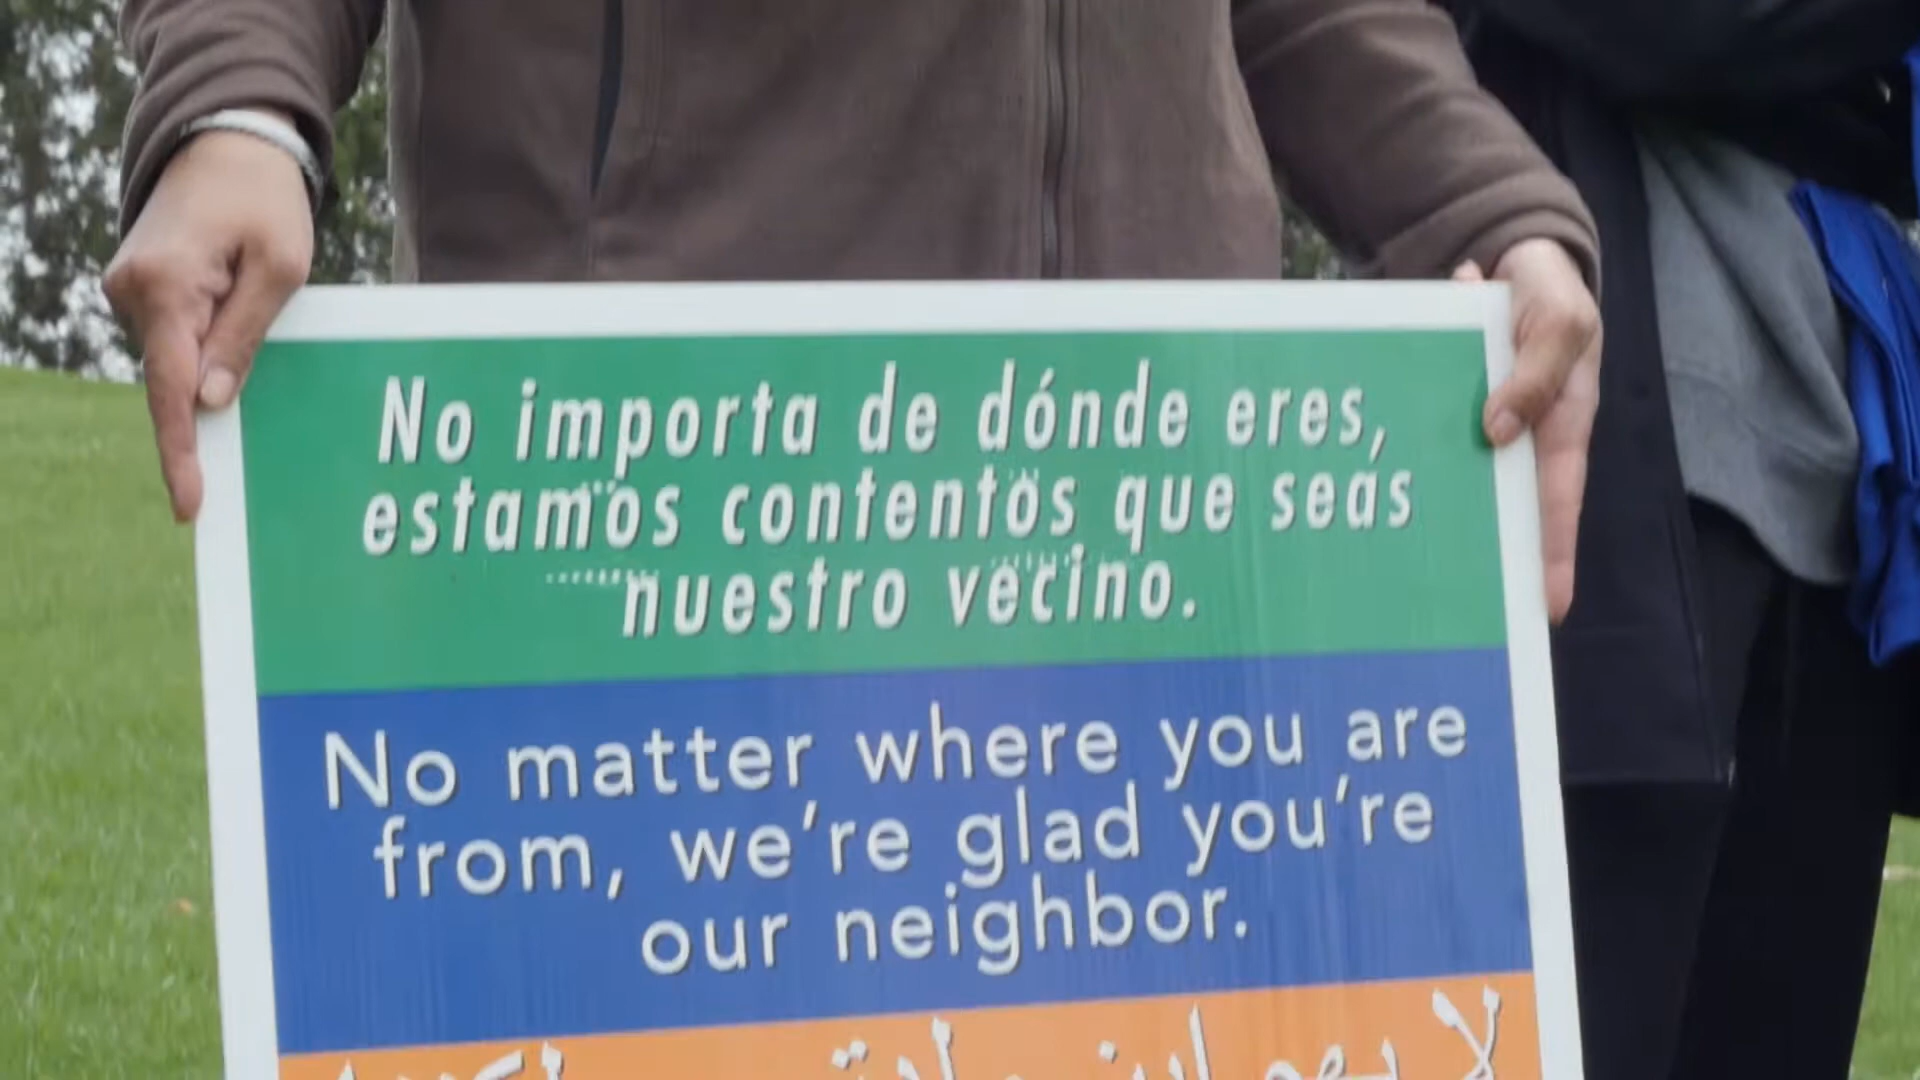 No importa de dónde eres,
estamos contentos que seas
nuestro vecino.
No matter where you are
from, we're glad you're
our neighbor.